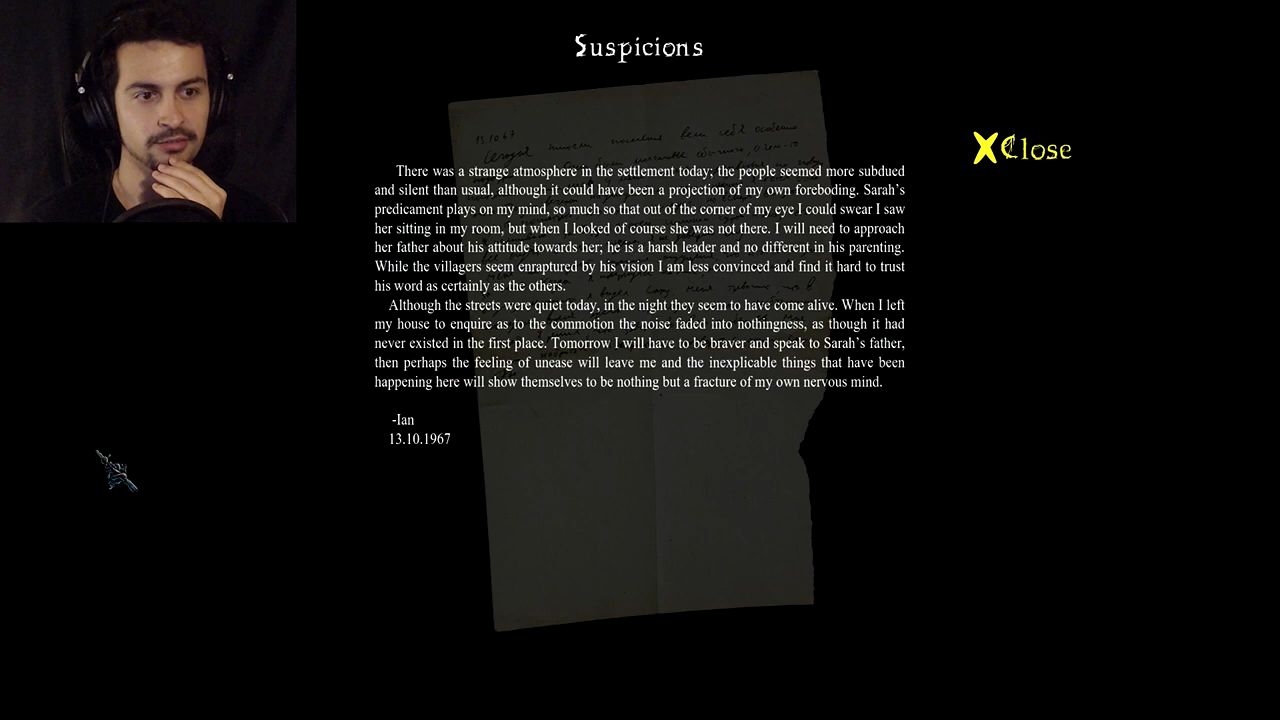 Suspicions
XClose
There was a strange atmosphere in the settlement today; the people seemed more subdued
and silent than usual, although it could have been a projection of my own foreboding. Sarah's
predicament plays on my mind, so much so that out of the corner of my eye I could swear I saw
her sitting in my room, but when I looked of course she was not there. I will need to approach
her father about his attitude towards her; he is a harsh leader and no different in his parenting.
While the villagers seem enraptured by his vision I am less convinced and find it hard to trust
his word as certainly as the others.
Although the streets were quiet today, in the night they seem to have come alive. When I left
my house to enquire as to the commotion the noise faded into nothingness, as though it had
never existed in the first place. Tomorrow I will have to be braver and speak to Sarah's father,
then perhaps the feeling of unease will leave me and the inexplicable things that have been
happening here will show themselves to be nothing but a fracture of my own nervous mind.
-Ian
13.10.1967